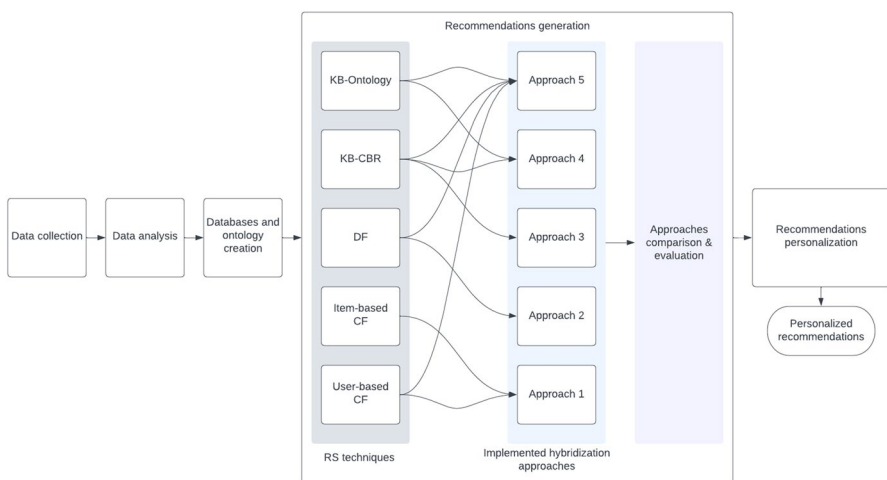 Recommendations generation
Data collection
Data analysis
Databases and
ontology
creation
KB-Ontology
KB-CBR
DF
Item-based
CF
User-based
CF
RS techniques
Approach 5
Approach 4
Approach 3
Approach 2
Approach 1
Implemented hybridization
approaches
Approaches
comparison &
evaluation
Recommendations
personalization
Personalized
recommendations